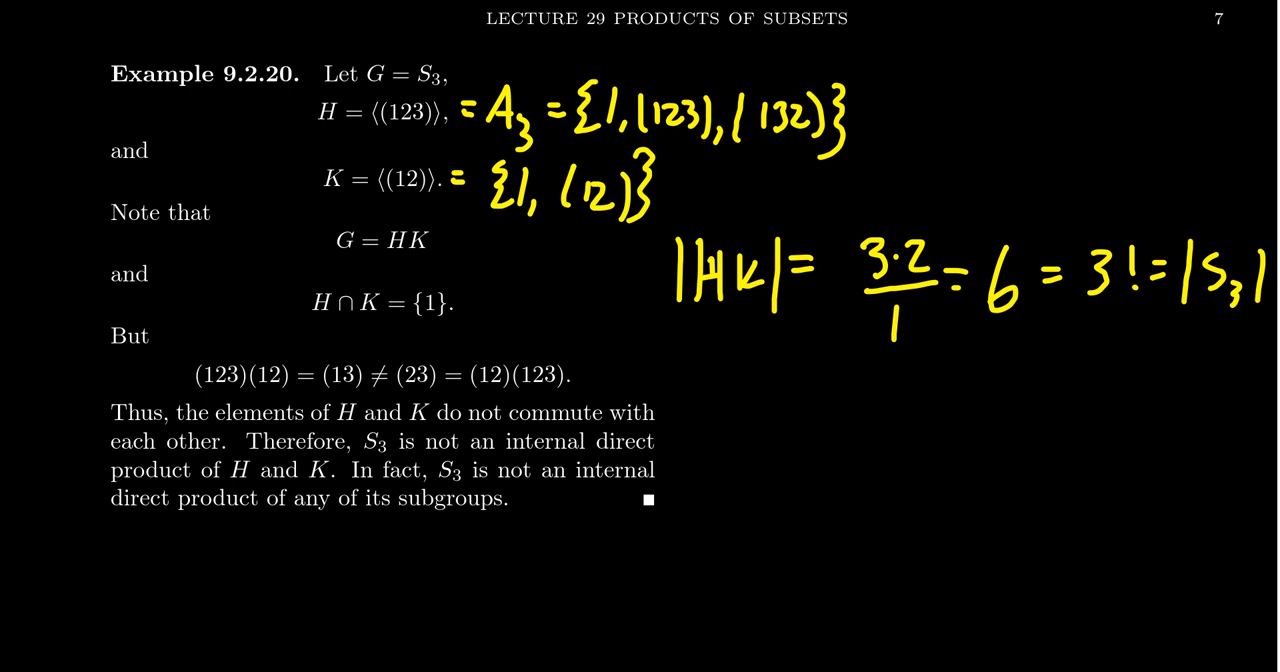 LECTURE 29 PRODUCTS OF SUBSETS 7
Example 9.2.20. Let G = S₃,
H = ⟨(123)⟩, = A₃ = {1, (123), (132)}
and
K = ⟨(12)⟩. = {1, (12)}
Note that
G = HK
|HK| = 3·2/1 = 6 = 3! = |S₃|
and
H ∩ K = {1}.
But
(123)(12) = (13) ≠ (23) = (12)(123).
Thus, the elements of H and K do not commute with
each other. Therefore, S₃ is not an internal direct
product of H and K. In fact, S₃ is not an internal
direct product of any of its subgroups. ■